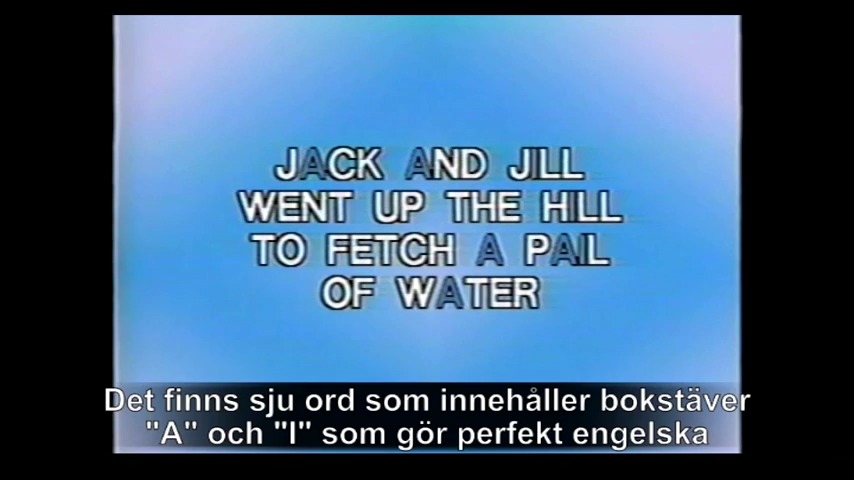 JACK AND JILL
WENT UP THE HILL
TO FETCH A PAIL
OF WATER
Det finns sju ord som innehåller bokstäver
"A" och "I" som gör perfekt engelska